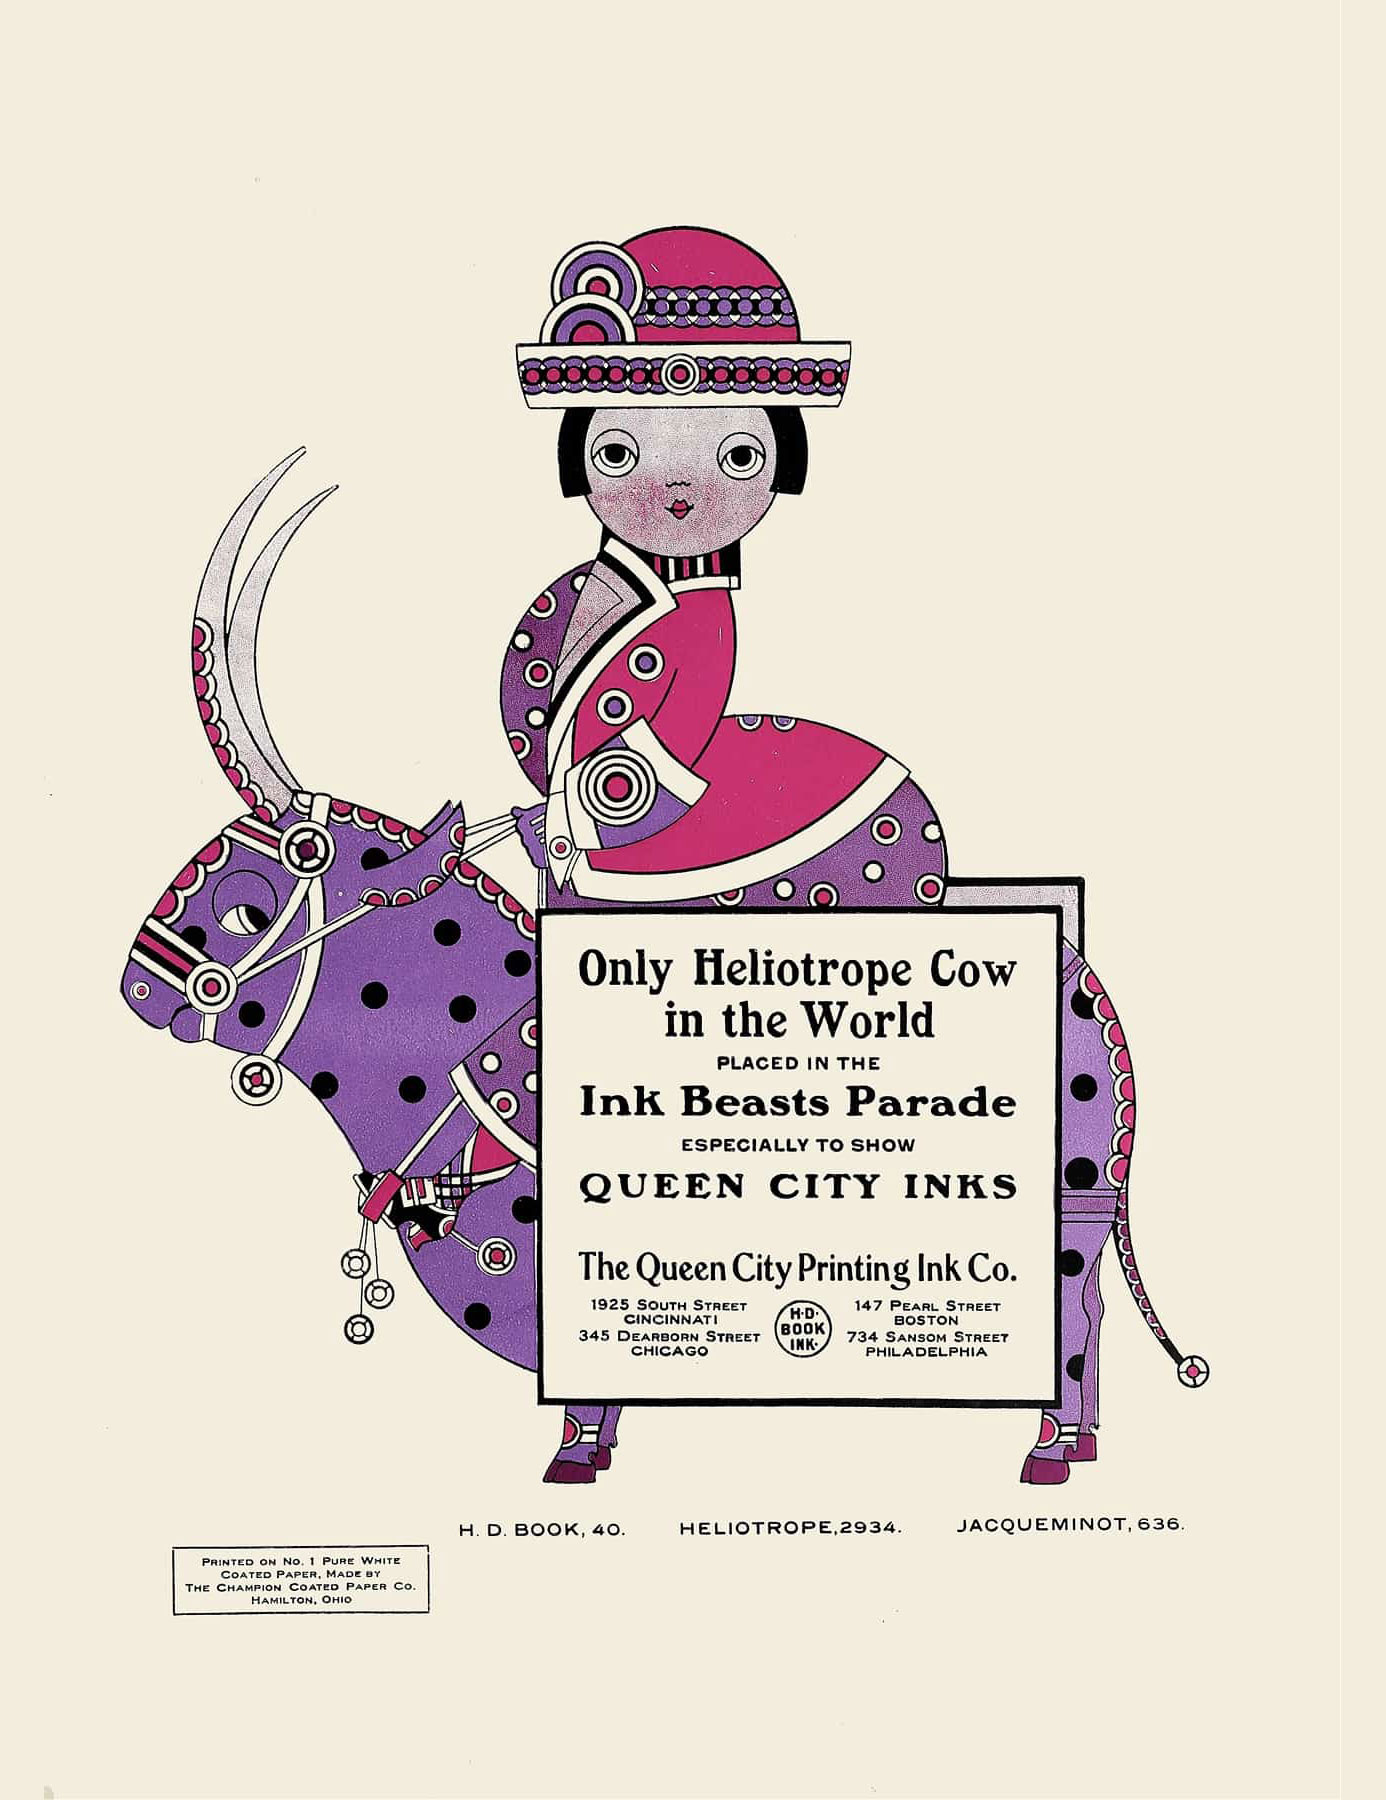 Only Heliotrope Cow
in the World
PLACED IN THE
Ink Beasts Parade
ESPECIALLY TO SHOW
QUEEN CITY INKS
The Queen City Printing Ink Co.
1925 SOUTH STREET
CINCINNATI
345 DEARBORN STREET
CHICAGO
H.D.
BOOK
INK.
147 PEARL STREET
BOSTON
734 SANSOM STREET
PHILADELPHIA
H. D. BOOK, 40. HELIOTROPE, 2934. JACQUEMINOT, 636.
PRINTED ON NO. 1 PURE WHITE
COATED PAPER, MADE BY
THE CHAMPION COATED PAPER CO.
HAMILTON, OHIO